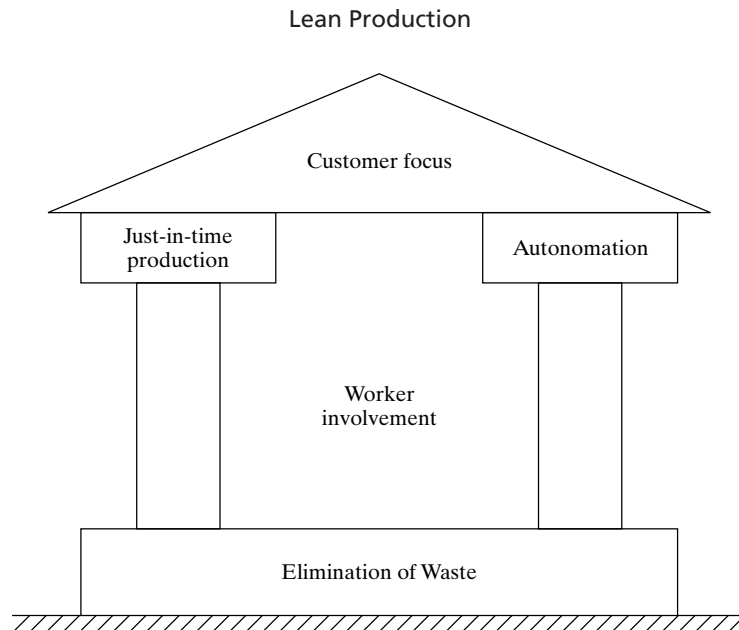 Lean Production
Customer focus
Just-in-time
production
Autonomation
Worker
involvement
Elimination of Waste